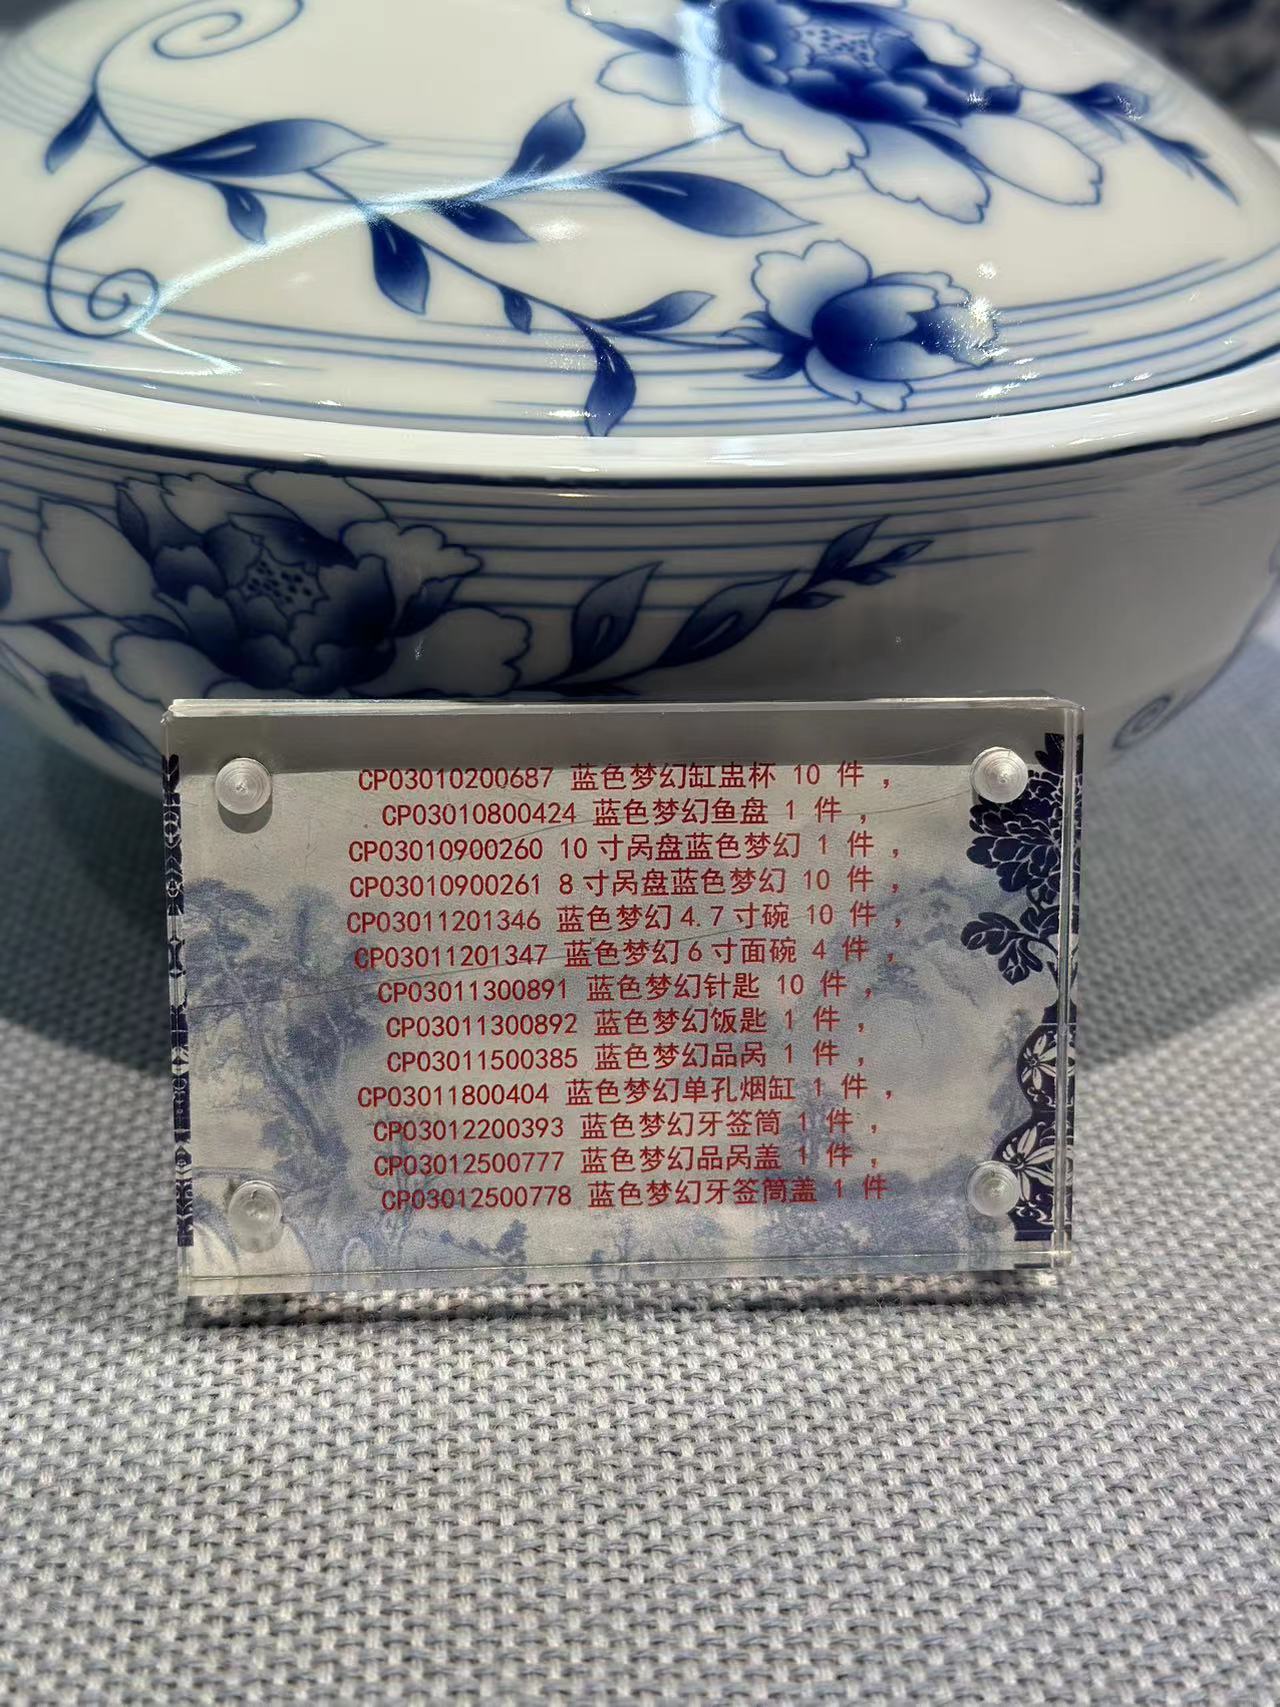 CP03010200687 蓝色梦幻缸盅杯 10 件，
CP03010800424 蓝色梦幻鱼盘 1 件，
CP03010900260 10寸呙盘蓝色梦幻 1 件，
CP03010900261 8寸呙盘蓝色梦幻 10 件，
CP03011201346 蓝色梦幻4.7寸碗 10 件，
CP03011201347 蓝色梦幻6寸面碗 4 件，
CP03011300891 蓝色梦幻针匙 10 件，
CP03011300892 蓝色梦幻饭匙 1 件，
CP03011500385 蓝色梦幻品呙 1 件，
CP03011800404 蓝色梦幻单孔烟缸 1 件，
CP03012200393 蓝色梦幻牙签筒 1 件，
CP03012500777 蓝色梦幻品呙盖 1 件，
CP03012500778 蓝色梦幻牙签筒盖 1 件